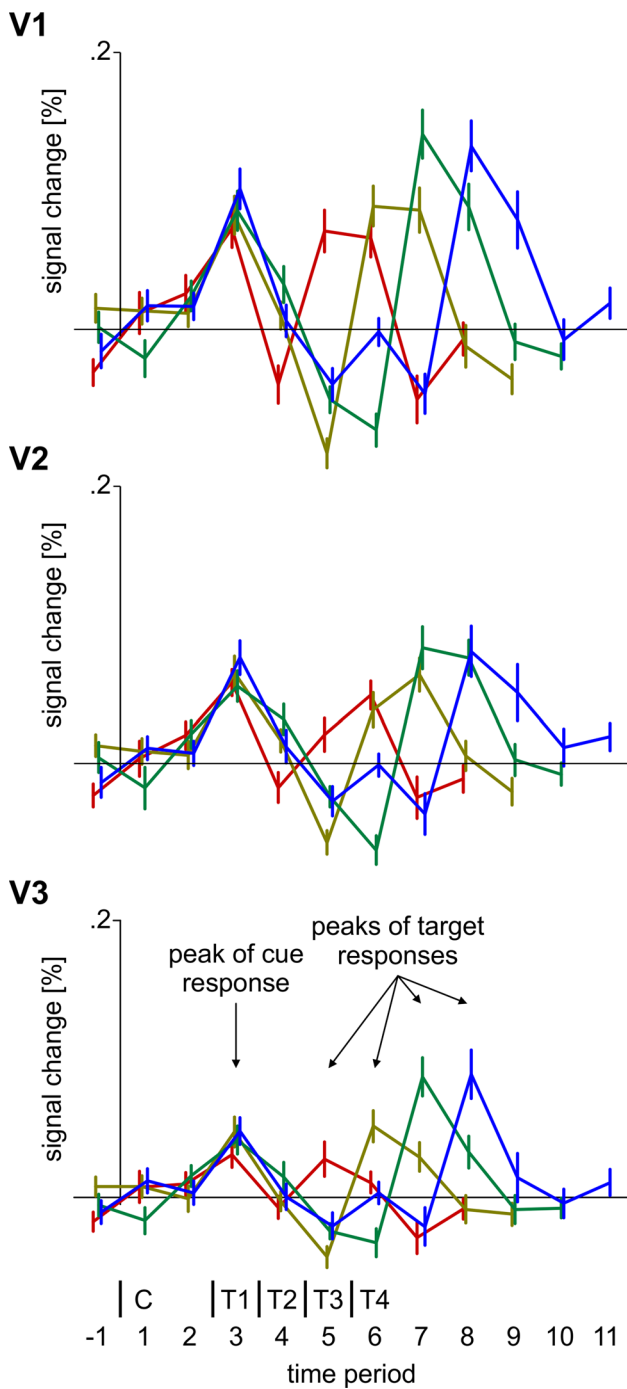 V1
.2
signal change [%]
V2
.2
signal change [%]
V3
.2
signal change [%]
peak of cue
response
peaks of target
responses
C T1 T2 T3 T4
-1 1 2 3 4 5 6 7 8 9 10 11
time period